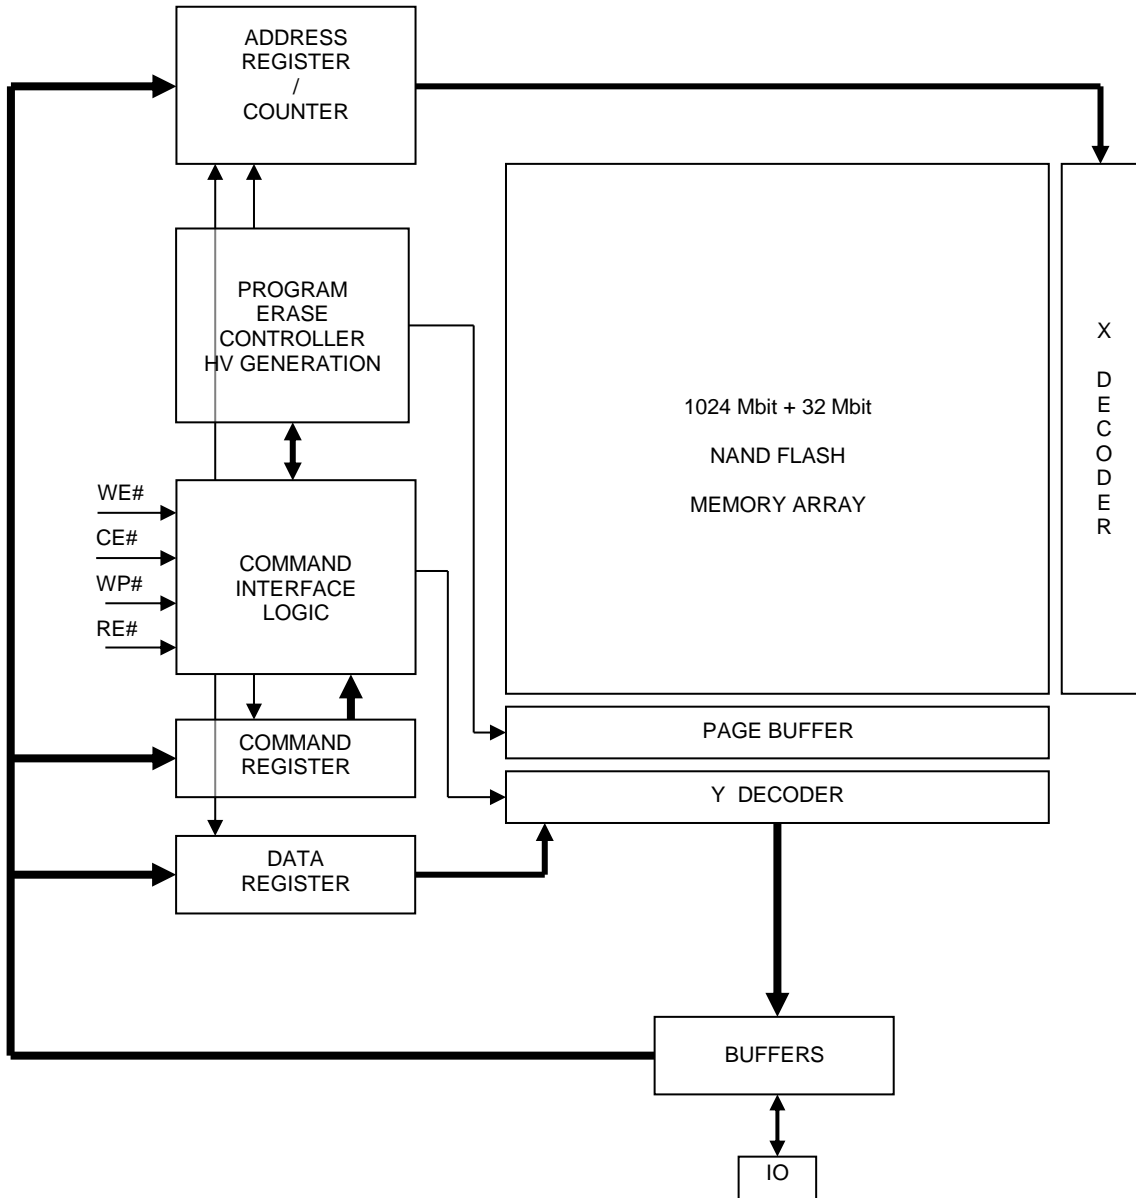 ADDRESS
REGISTER
/
COUNTER
PROGRAM
ERASE
CONTROLLER
HV GENERATION
X
D
E
C
O
D
E
R
1024 Mbit + 32 Mbit
NAND FLASH
MEMORY ARRAY
WE#
CE#
WP#
RE#
COMMAND
INTERFACE
LOGIC
PAGE BUFFER
COMMAND
REGISTER
Y DECODER
DATA
REGISTER
BUFFERS
IO